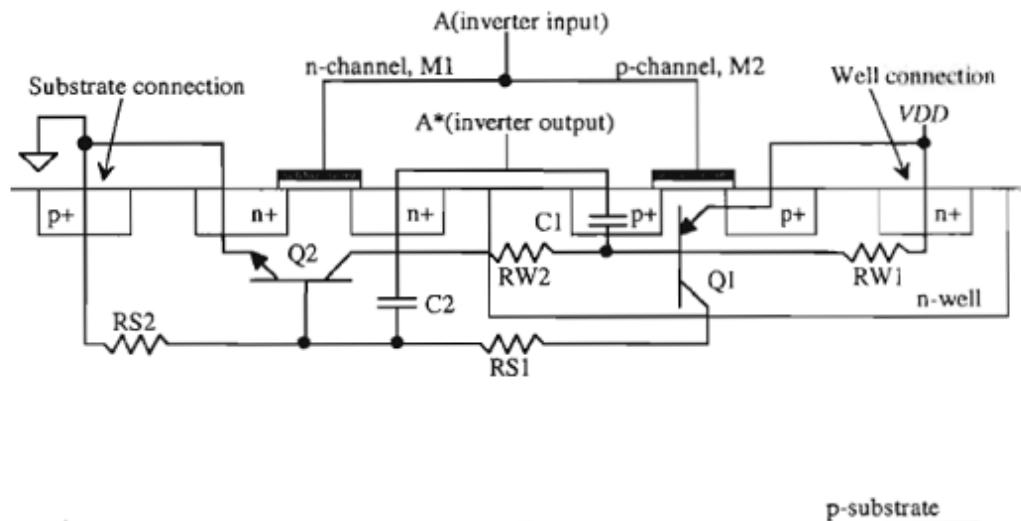 A(inverter input)
n-channel, M1
p-channel, M2
Substrate connection
Well connection
VDD
A*(inverter output)
p+
n+
n+
C1
p+
p+
n+
Q2
RW2
Q1
RW1
n-well
C2
RS2
RS1
p-substrate